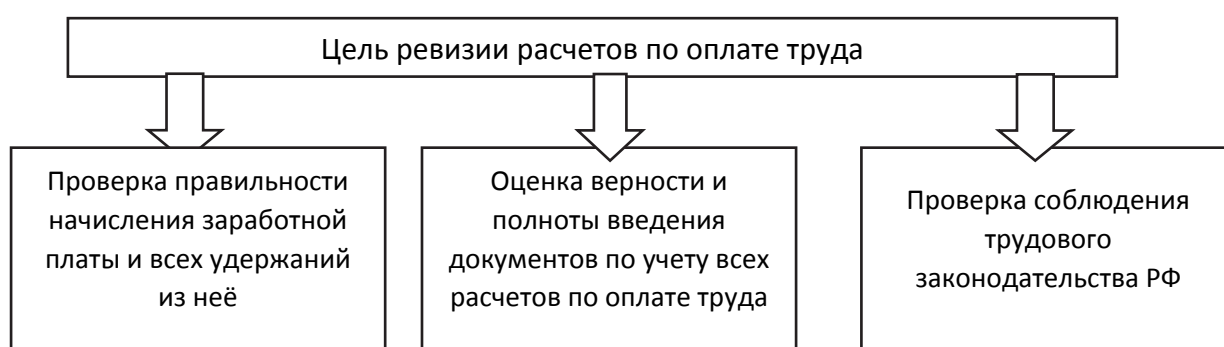 Цель ревизии расчетов по оплате труда
Проверка правильности
начисления заработной
платы и всех удержаний
из неё
Оценка верности и
полноты введения
документов по учету всех
расчетов по оплате труда
Проверка соблюдения
трудового
законодательства РФ